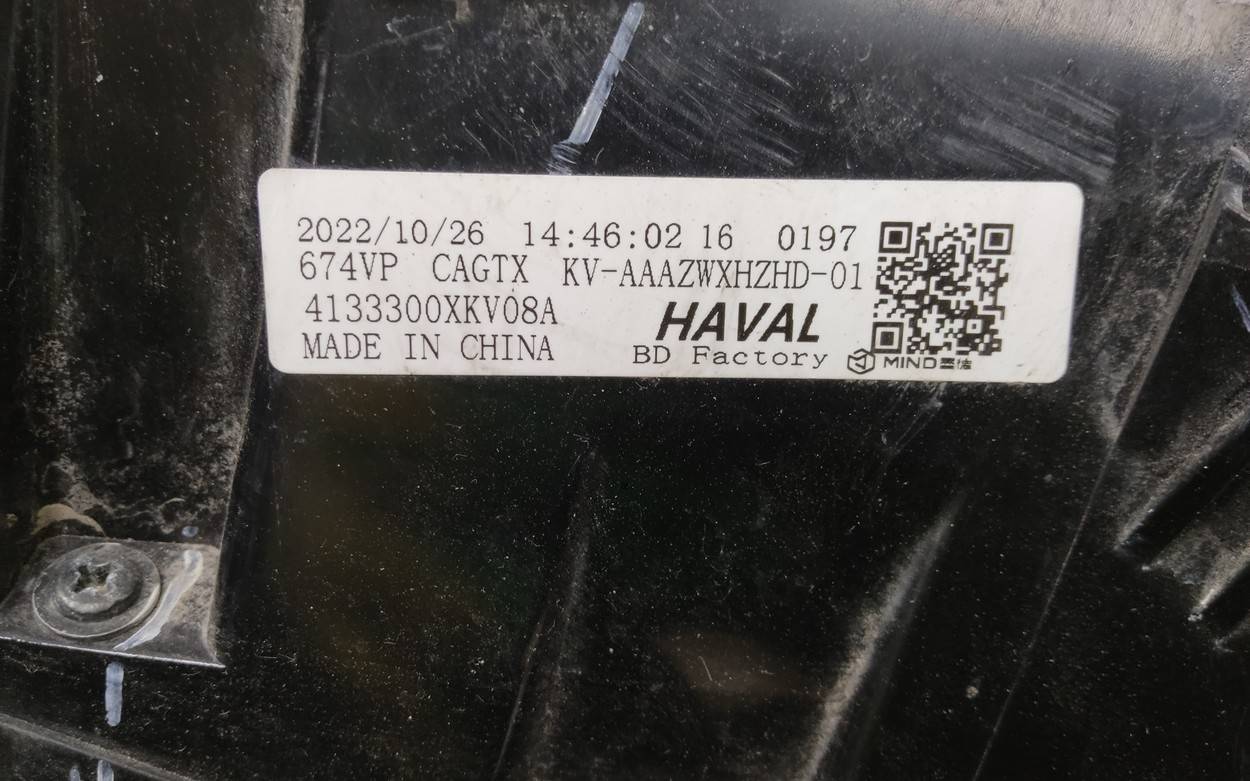 2022/10/26 14:46:02 16 0197
674VP CAGTX KV-AAAZWXHZHD-01
4133300XKV08A
HAVAL
MADE IN CHINA
BD Factory
MIND